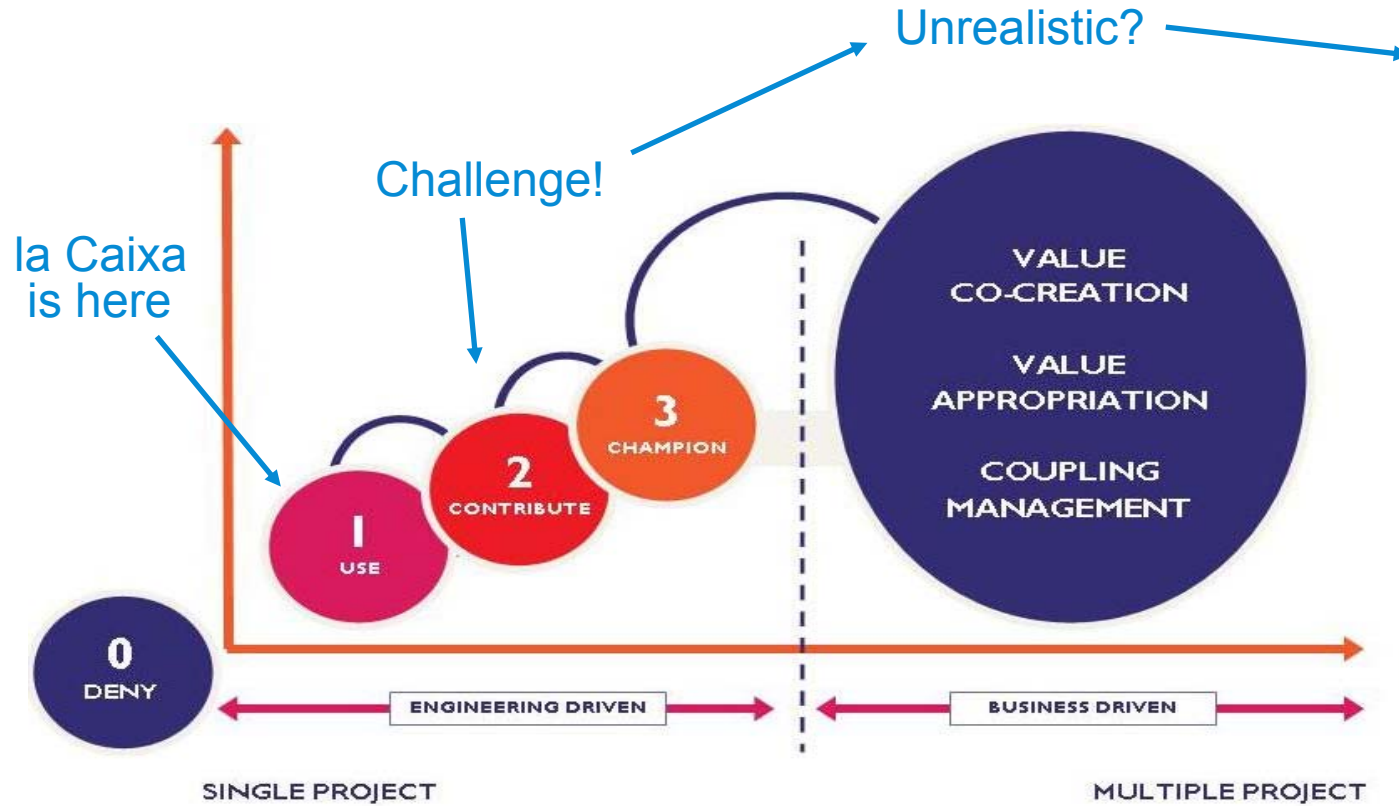 Unrealistic?
Challenge!
la Caixa
is here
VALUE
CO-CREATION
VALUE
APPROPRIATION
COUPLING
MANAGEMENT
3
CHAMPION
2
CONTRIBUTE
1
USE
0
DENY
ENGINEERING DRIVEN
BUSINESS DRIVEN
SINGLE PROJECT
MULTIPLE PROJECT